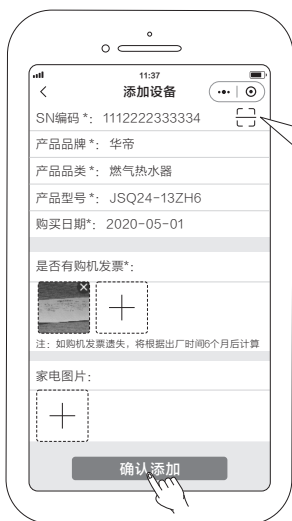 11:37
添加设备
SN编码*: 1112222333334
产品品牌*: 华帝
产品品类*: 燃气热水器
产品型号*: JSQ24-13ZH6
购买日期*: 2020-05-01
是否有购机发票*:
注：如购机发票遗失，将根据出厂时间6个月后计算
家电图片:
确认添加